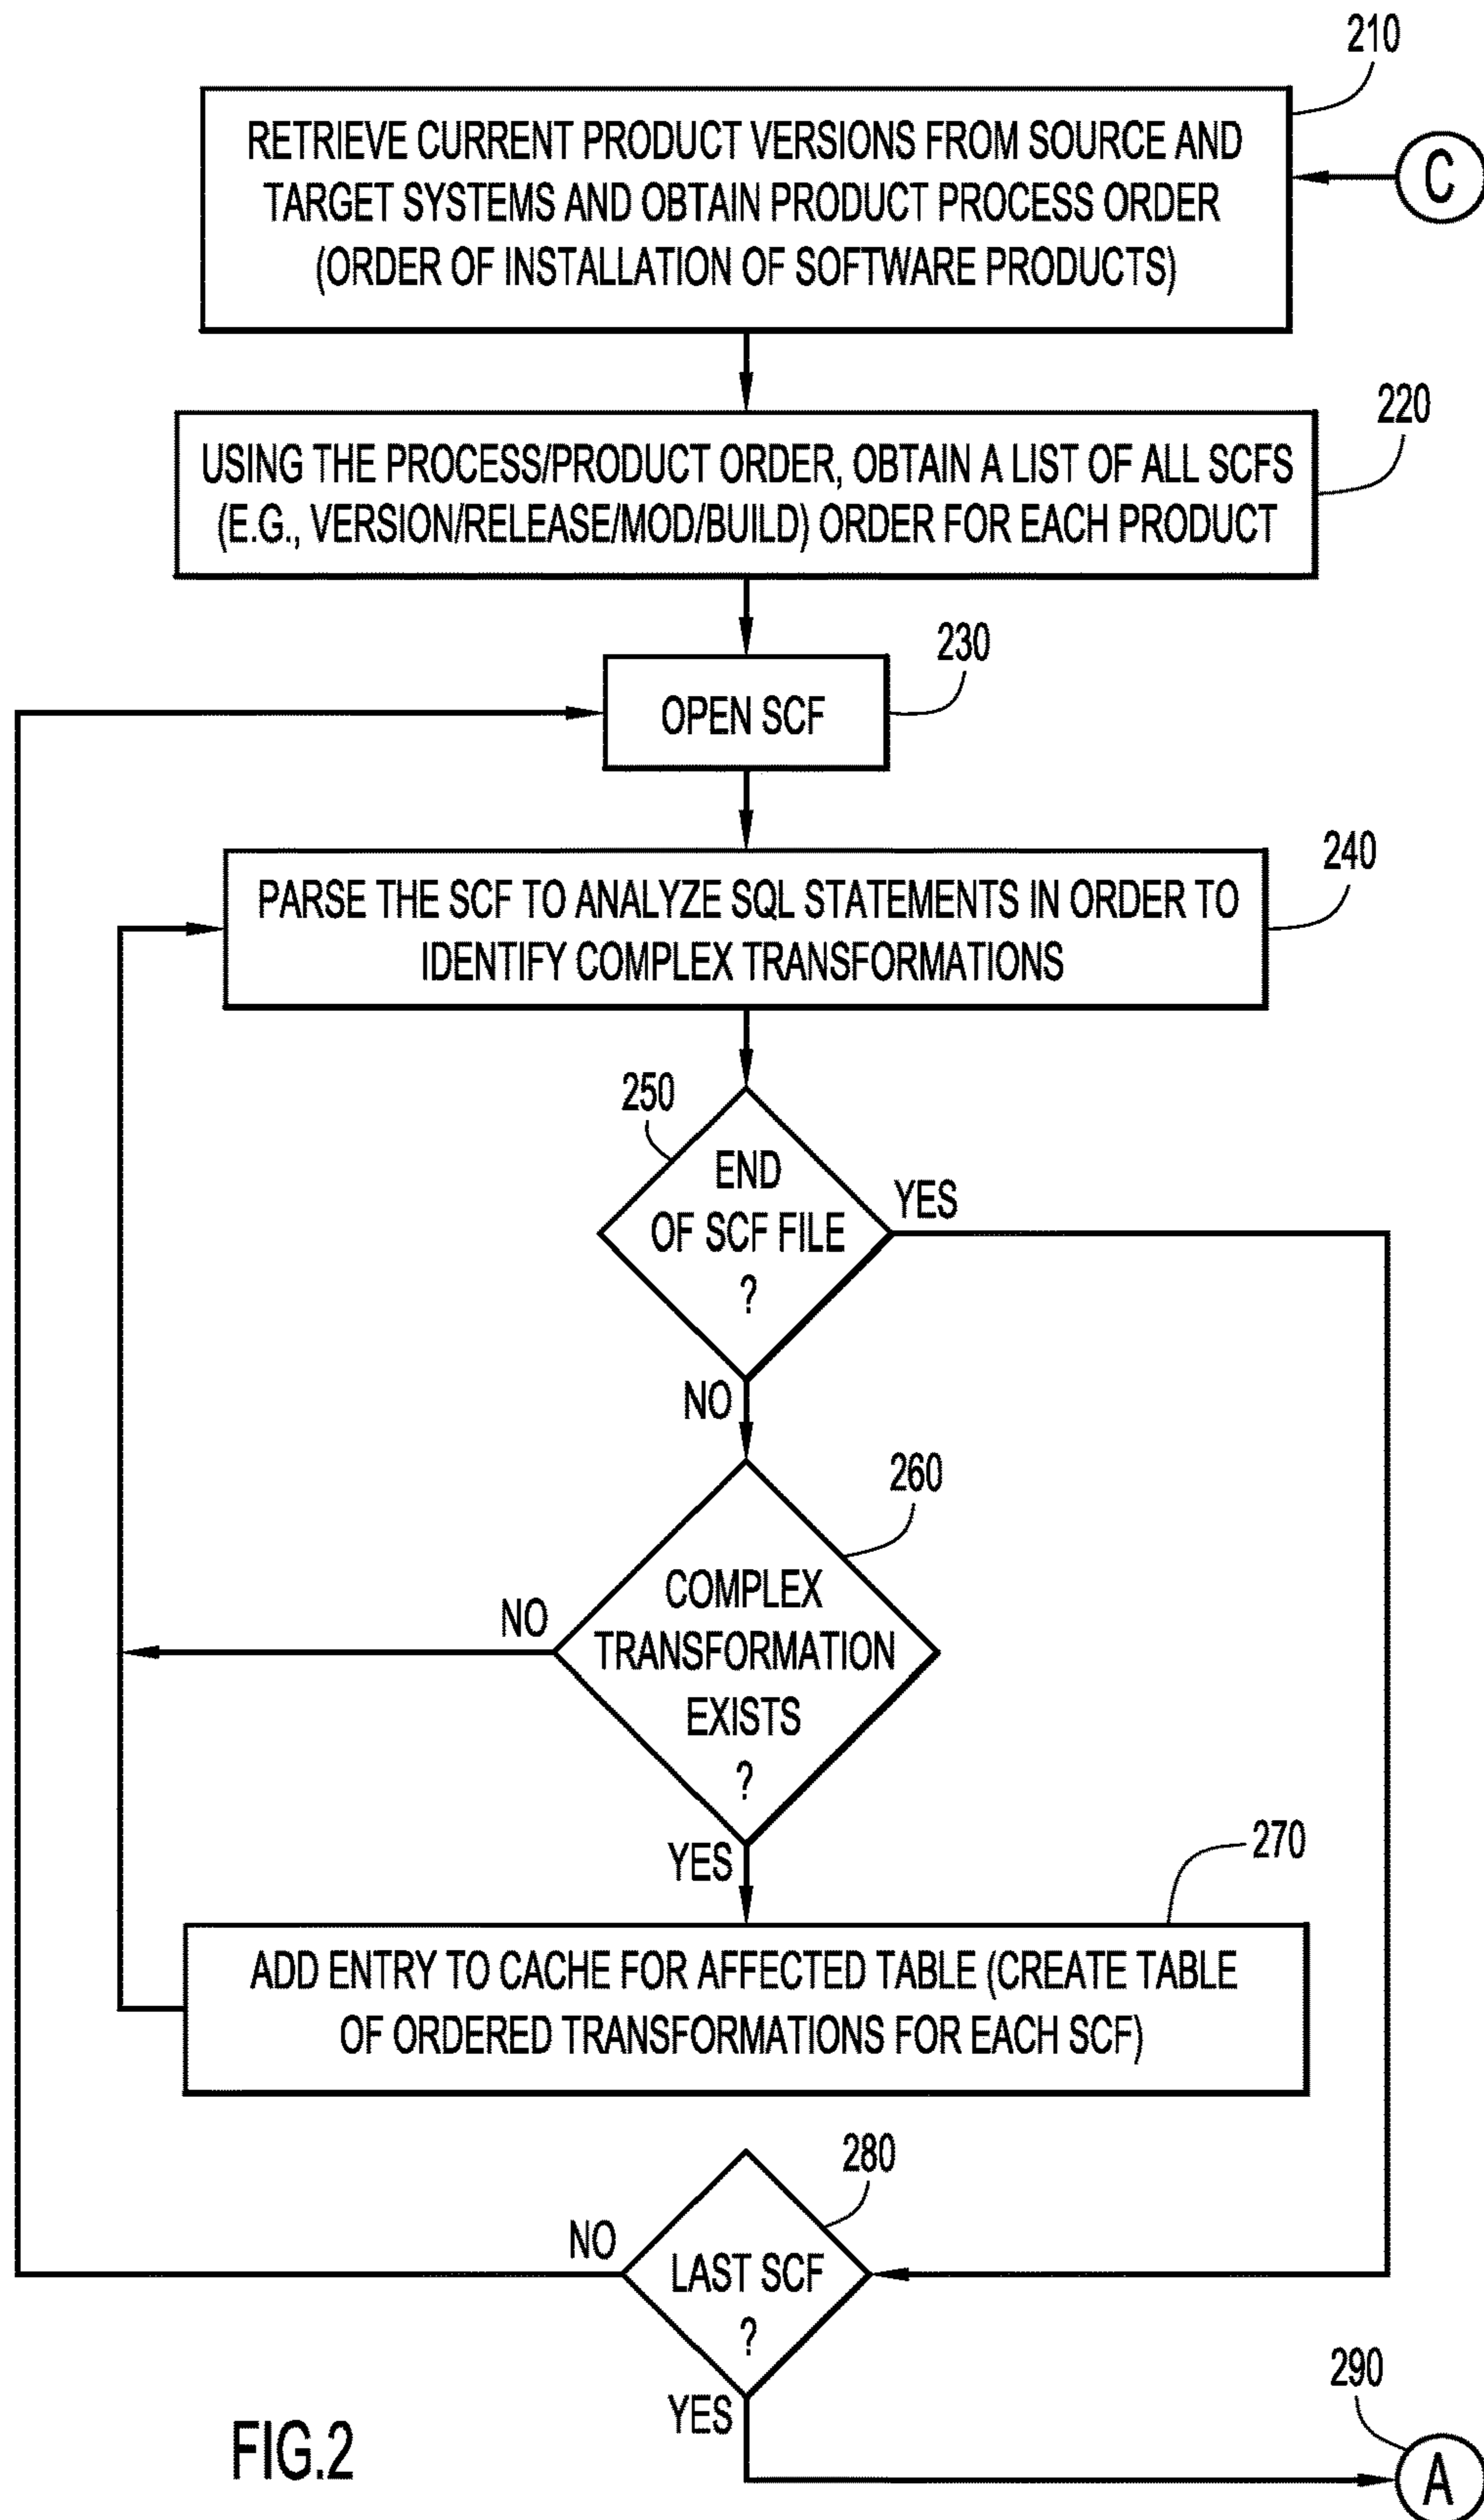 210
RETRIEVE CURRENT PRODUCT VERSIONS FROM SOURCE AND
TARGET SYSTEMS AND OBTAIN PRODUCT PROCESS ORDER
(ORDER OF INSTALLATION OF SOFTWARE PRODUCTS)
C
220
USING THE PROCESS/PRODUCT ORDER, OBTAIN A LIST OF ALL SCFS
(E.G., VERSION/RELEASE/MOD/BUILD) ORDER FOR EACH PRODUCT
230
OPEN SCF
240
PARSE THE SCF TO ANALYZE SQL STATEMENTS IN ORDER TO
IDENTIFY COMPLEX TRANSFORMATIONS
250
END
OF SCF FILE
?
YES
NO
260
COMPLEX
TRANSFORMATION
EXISTS
?
NO
YES
270
ADD ENTRY TO CACHE FOR AFFECTED TABLE (CREATE TABLE
OF ORDERED TRANSFORMATIONS FOR EACH SCF)
280
NO
LAST SCF
?
YES
290
A
FIG.2